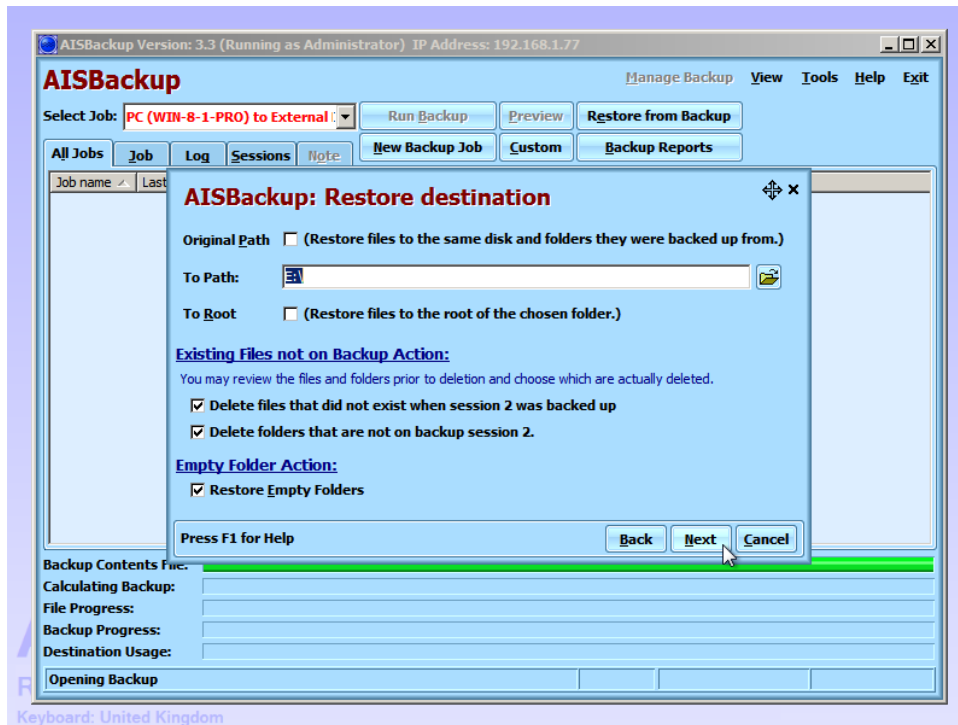 AISBackup Version: 3.3 (Running as Administrator) IP Address: 192.168.1.77
AISBackup
Manage Backup View Tools Help Exit
Select Job: PC (WIN-8-1-PRO) to External Run Backup Preview Restore from Backup
All Jobs Job Log Sessions Note New Backup Job Custom Backup Reports
Job name Last
AISBackup: Restore destination
Original Path (Restore files to the same disk and folders they were backed up from.)
To Path: E:\
To Root (Restore files to the root of the chosen folder.)
Existing Files not on Backup Action:
You may review the files and folders prior to deletion and choose which are actually deleted.
Delete files that did not exist when session 2 was backed up
Delete folders that are not on backup session 2.
Empty Folder Action:
Restore Empty Folders
Press F1 for Help Back Next Cancel
Backup Contents File:
Calculating Backup:
File Progress:
Backup Progress:
Destination Usage:
Opening Backup
Keyboard: United Kingdom